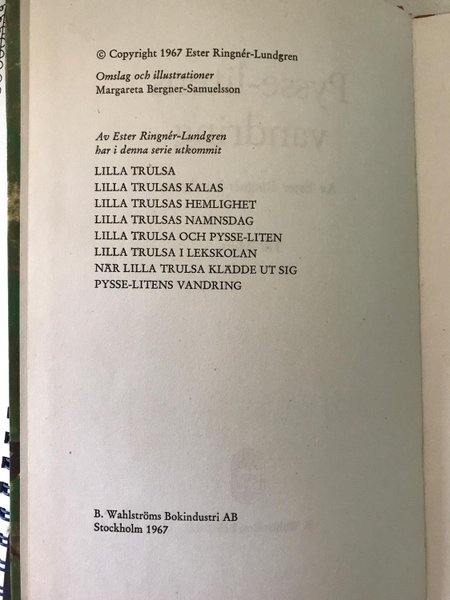 © Copyright 1967 Ester Ringnér-Lundgren
Omslag och illustrationer
Margareta Bergner-Samuelsson
Av Ester Ringnér-Lundgren
har i denna serie utkommit
LILLA TRULSA
LILLA TRULSAS KALAS
LILLA TRULSAS HEMLIGHET
LILLA TRULSAS NAMNSDAG
LILLA TRULSA OCH PYSSE-LITEN
LILLA TRULSA I LEKSKOLAN
NÄR LILLA TRULSA KLÄDDE UT SIG
PYSSE-LITENS VANDRING
B. Wahlströms Bokindustri AB
Stockholm 1967